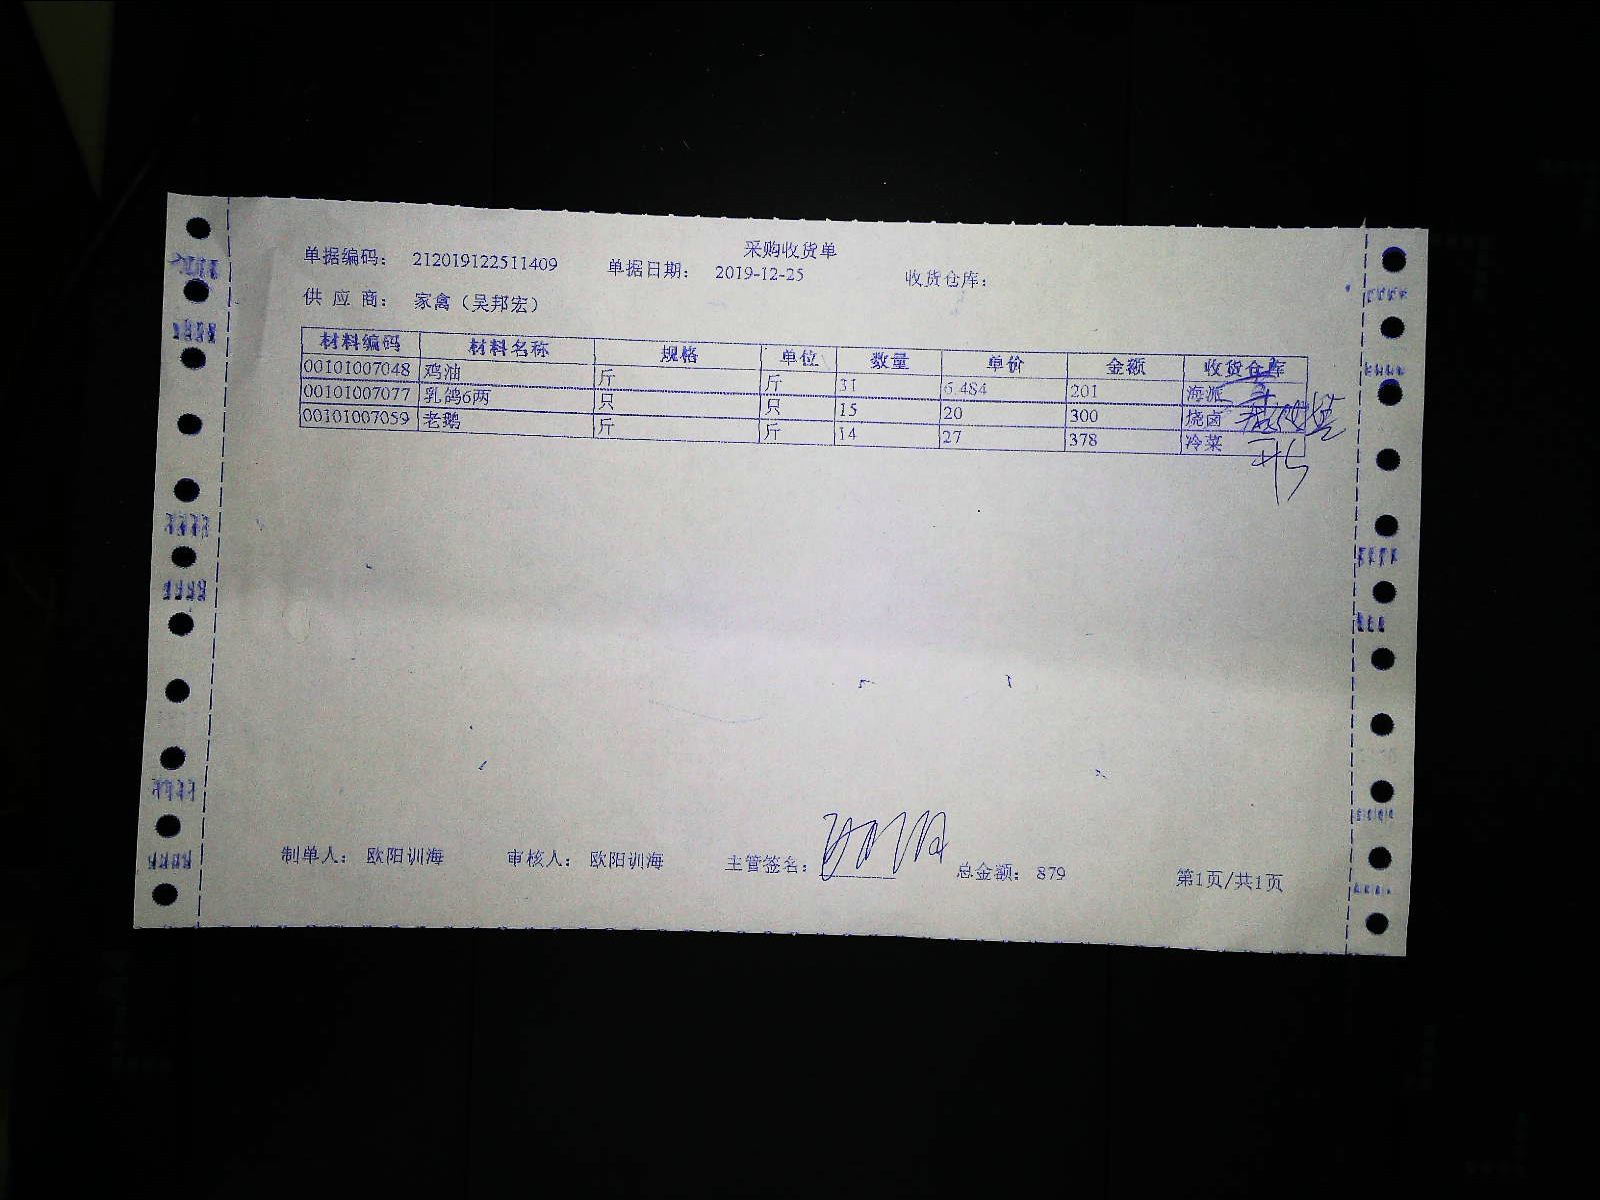 采购收货单
单据编码： 212019122511409 单据日期： 2019-12-25 收货仓库：
供 应 商： 家禽（吴邦宏）
材料编码 材料名称 规格 单位 数量 单价 金额 收货仓库
00101007048 鸡油 斤 斤 31 6.484 201 海派
00101007077 乳鸽6两 只 只 15 20 300 烧卤
00101007059 老鹅 斤 斤 14 27 378 冷菜
制单人： 欧阳训海 审核人： 欧阳训海 主管签名： 总金额： 879 第1页/共1页